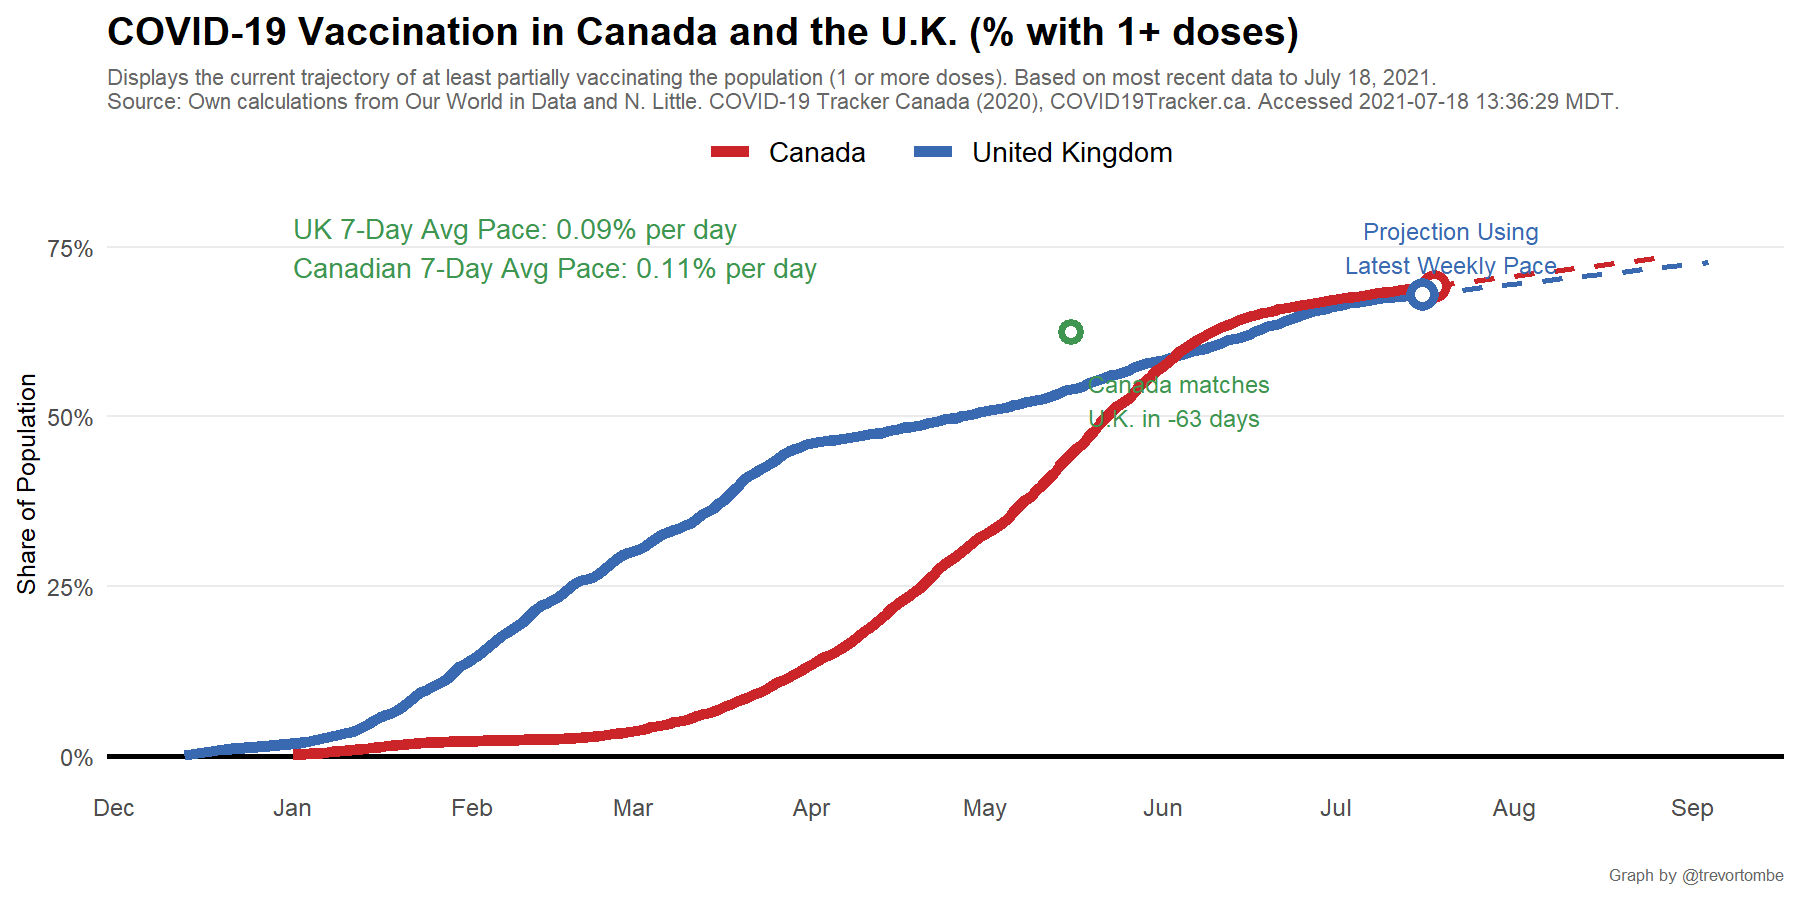 COVID-19 Vaccination in Canada and the U.K. (% with 1+ doses)
Displays the current trajectory of at least partially vaccinating the population (1 or more doses). Based on most recent data to July 18, 2021.
Source: Own calculations from Our World in Data and N. Little. COVID-19 Tracker Canada (2020), COVID19Tracker.ca. Accessed 2021-07-18 13:36:29 MDT.
Canada United Kingdom
UK 7-Day Avg Pace: 0.09% per day
Canadian 7-Day Avg Pace: 0.11% per day
Projection Using
Latest Weekly Pace
Canada matches
U.K. in -63 days
Share of Population
75%
50%
25%
0%
Dec Jan Feb Mar Apr May Jun Jul Aug Sep
Graph by @trevortombe